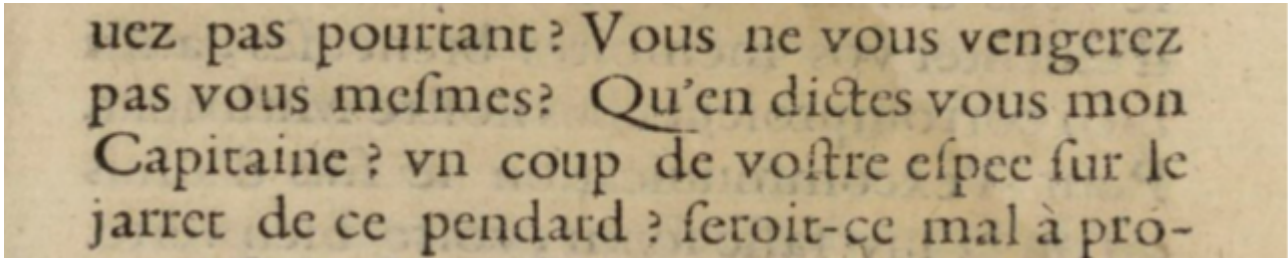 uez pas pourtant? Vous ne vous vengerez
pas vous meſmes? Qu'en dictes vous mon
Capitaine? vn coup de voſtre eſpee ſur le
jarret de ce pendard? ſeroit-ce mal à pro-